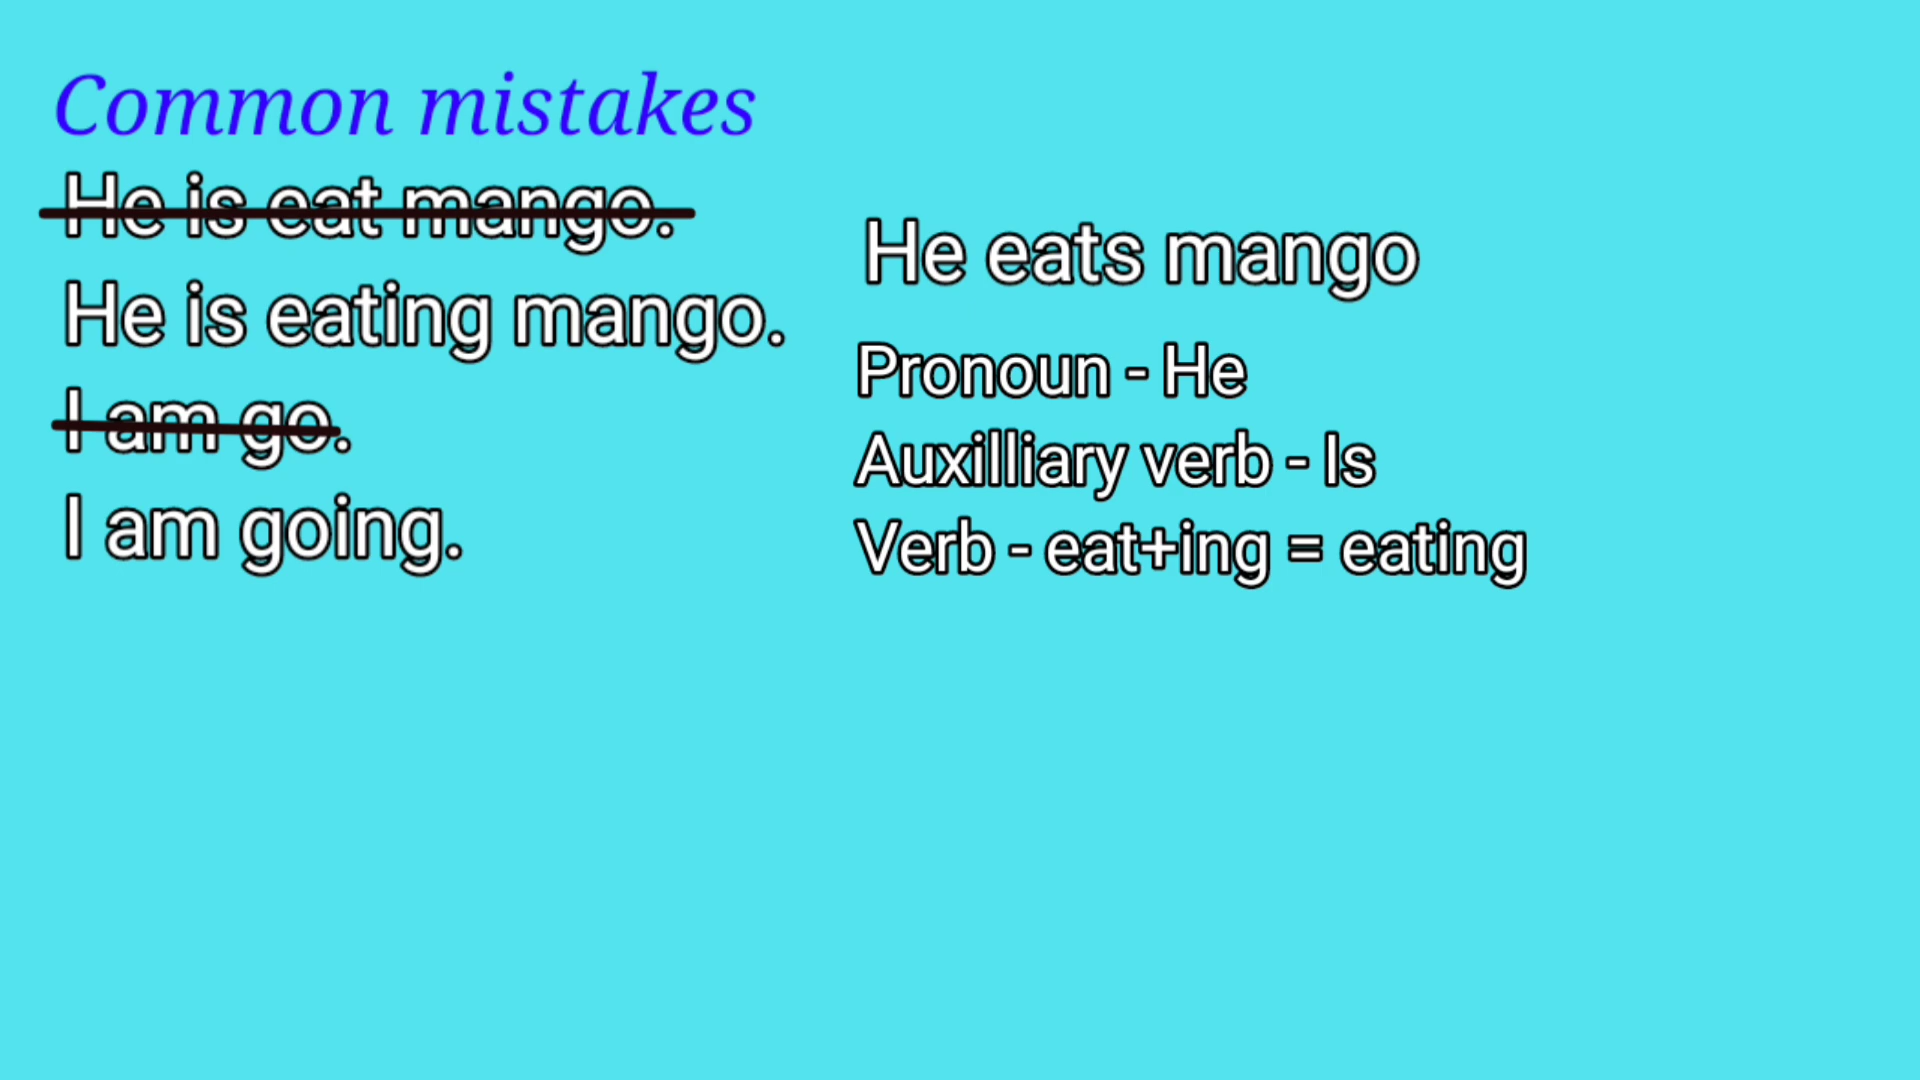 Common mistakes
He is eat mango.
He is eating mango.
I am go.
I am going.
He eats mango
Pronoun - He
Auxilliary verb - Is
Verb - eat+ing = eating